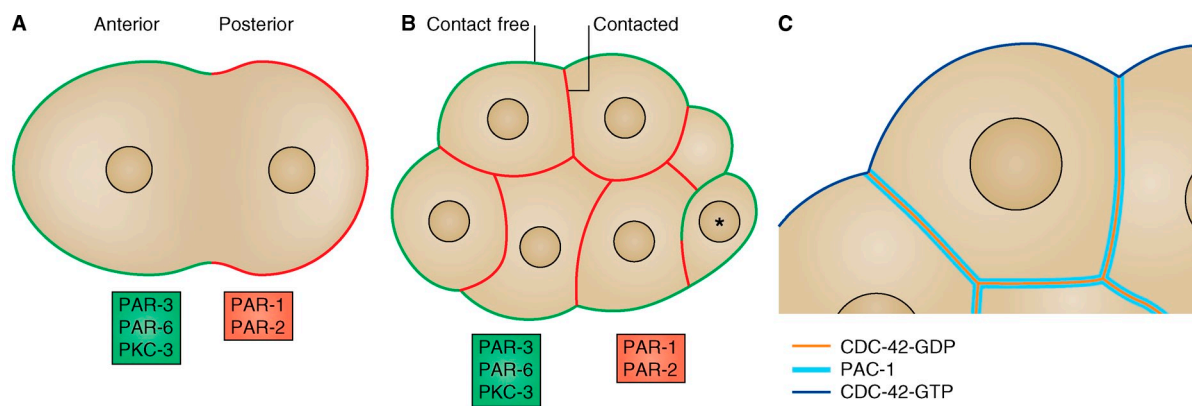 A
Anterior
Posterior
PAR-3
PAR-6
PKC-3
PAR-1
PAR-2
B
Contact free
Contacted
*
PAR-3
PAR-6
PKC-3
PAR-1
PAR-2
C
CDC-42-GDP
PAC-1
CDC-42-GTP